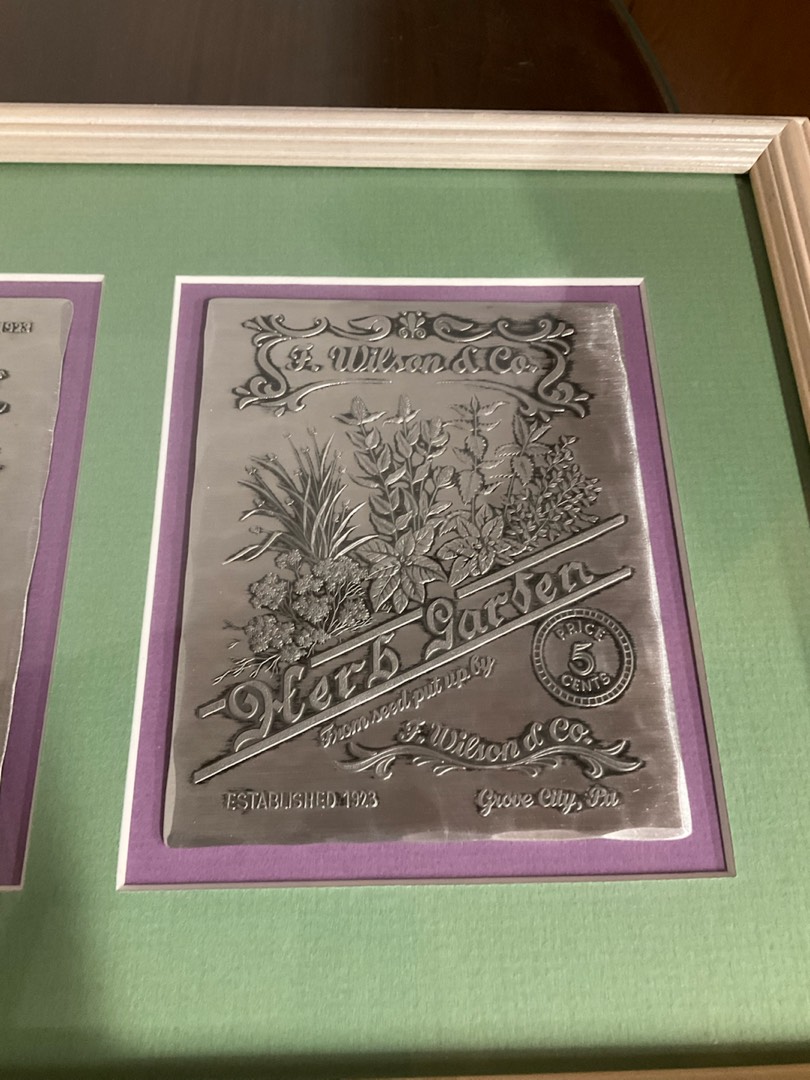 1923
F. Wilson & Co.
Herb Garden
From seed put up by
PRICE
5
CENTS
F. Wilson & Co.
ESTABLISHED 1923
Grove City, Pa